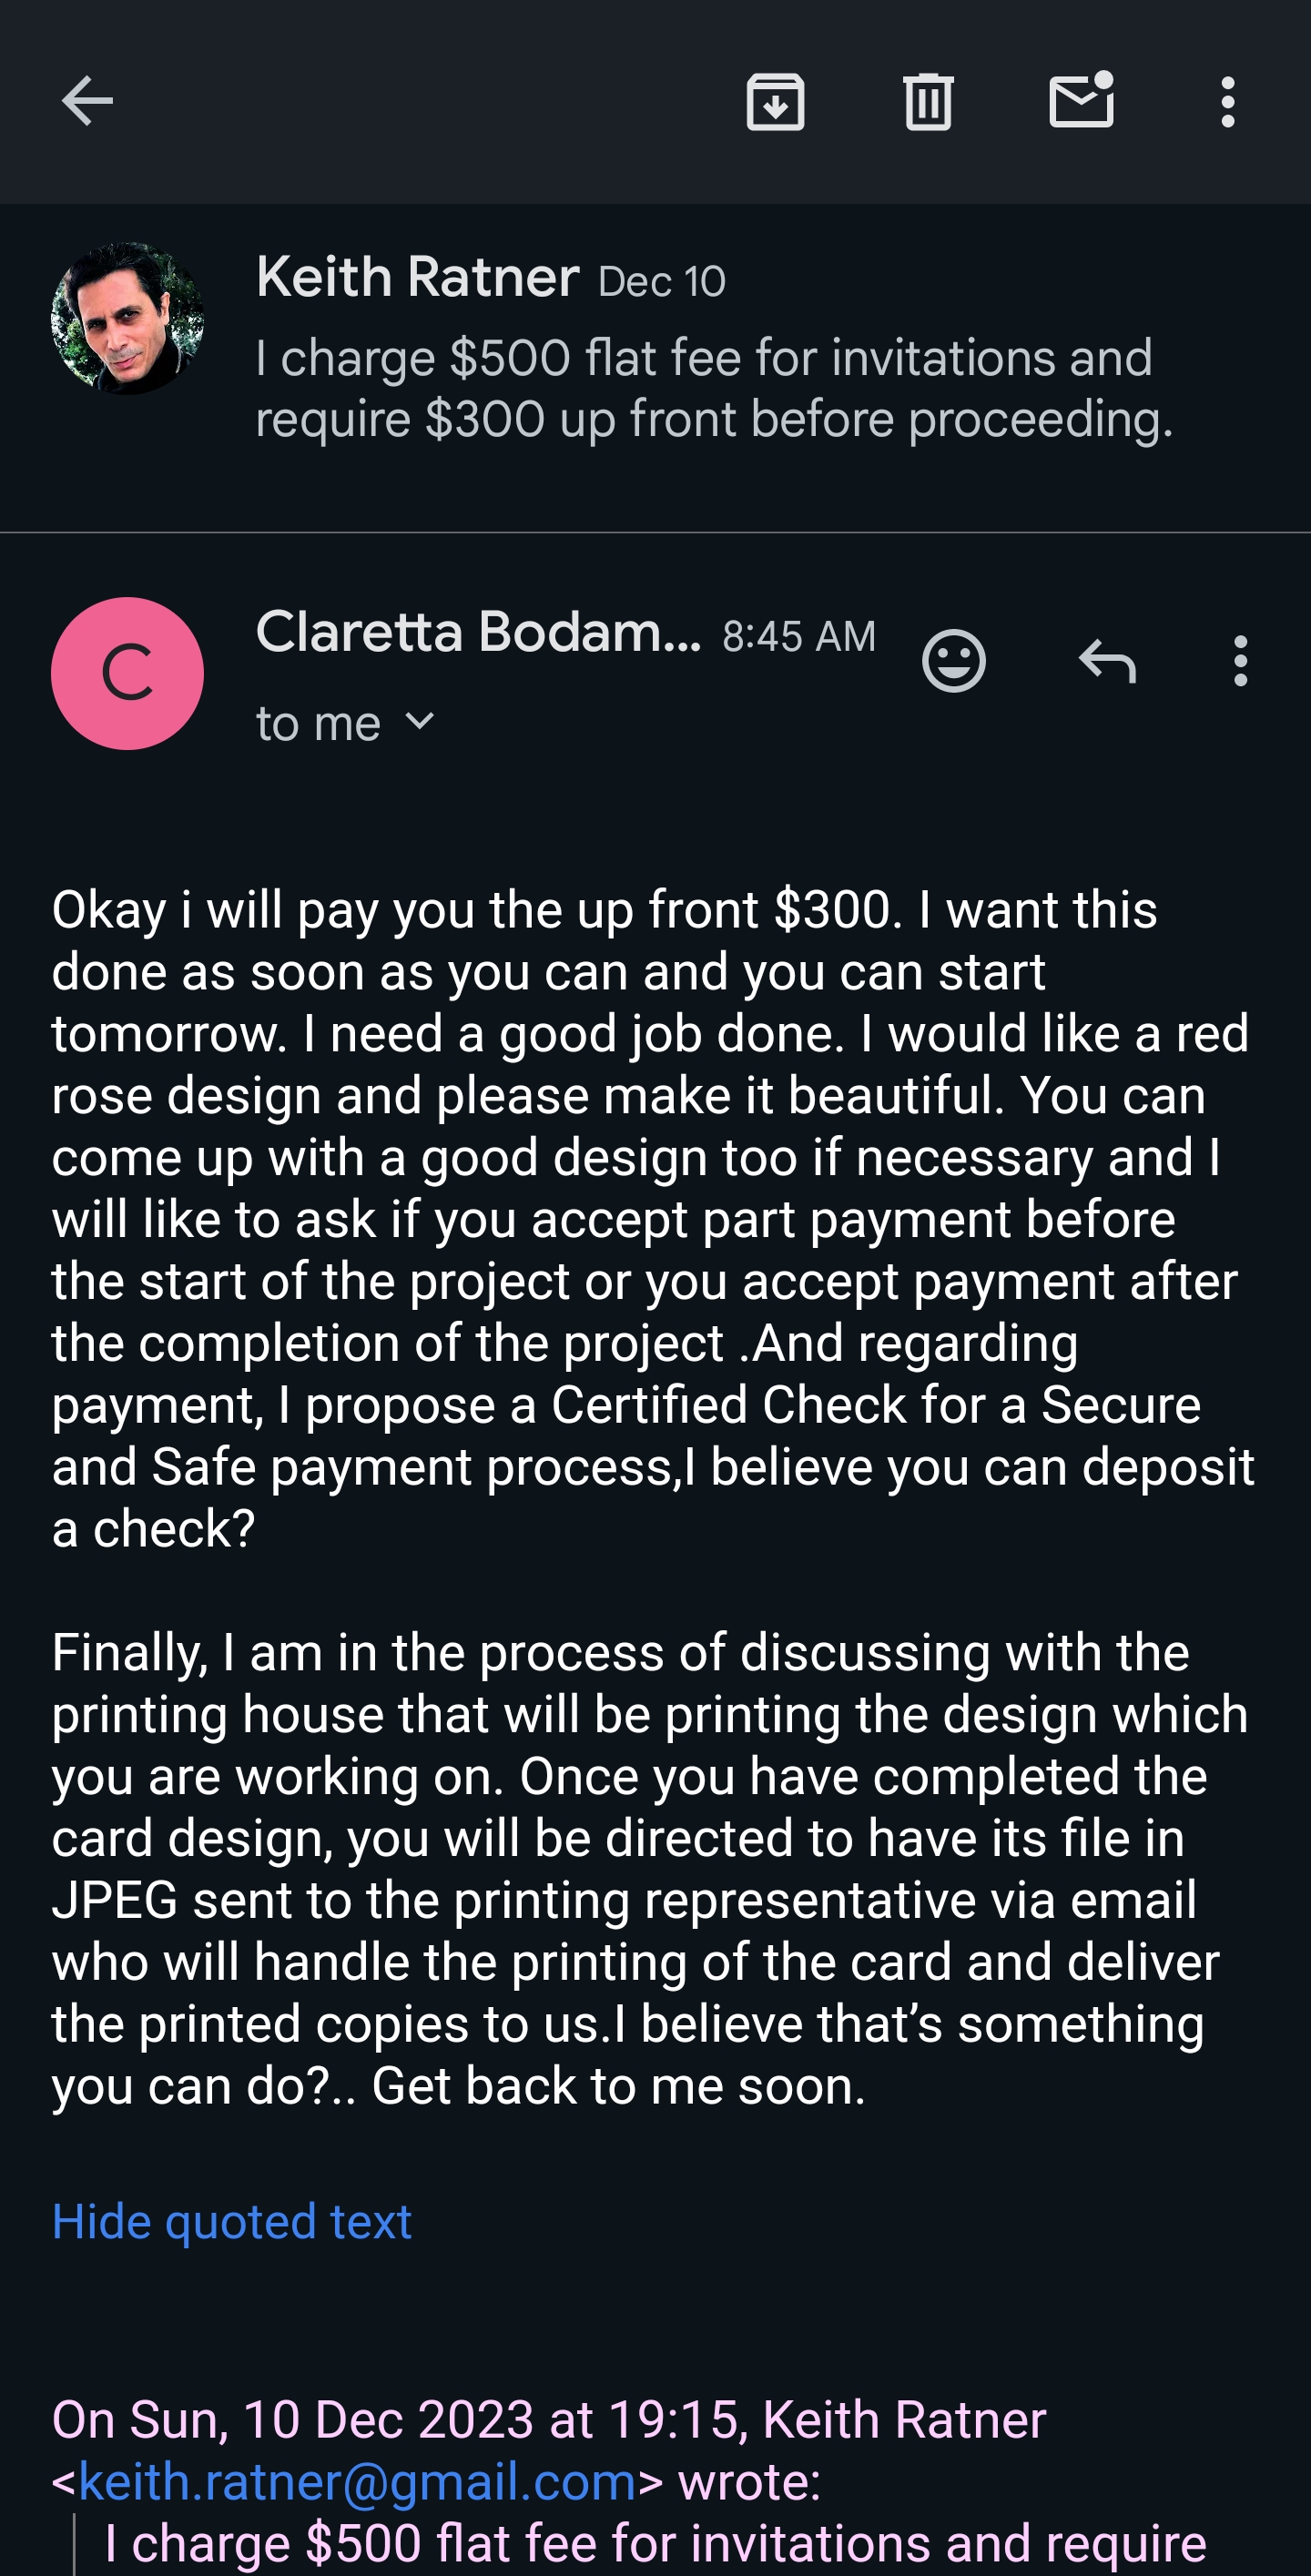 Keith Ratner Dec 10
I charge $500 flat fee for invitations and
require $300 up front before proceeding.
C
Claretta Bodam... 8:45 AM
to me
Okay i will pay you the up front $300. I want this
done as soon as you can and you can start
tomorrow. I need a good job done. I would like a red
rose design and please make it beautiful. You can
come up with a good design too if necessary and I
will like to ask if you accept part payment before
the start of the project or you accept payment after
the completion of the project .And regarding
payment, I propose a Certified Check for a Secure
and Safe payment process,I believe you can deposit
a check?
Finally, I am in the process of discussing with the
printing house that will be printing the design which
you are working on. Once you have completed the
card design, you will be directed to have its file in
JPEG sent to the printing representative via email
who will handle the printing of the card and deliver
the printed copies to us.I believe that’s something
you can do?.. Get back to me soon.
Hide quoted text
On Sun, 10 Dec 2023 at 19:15, Keith Ratner
<keith.ratner@gmail.com> wrote:
I charge $500 flat fee for invitations and require